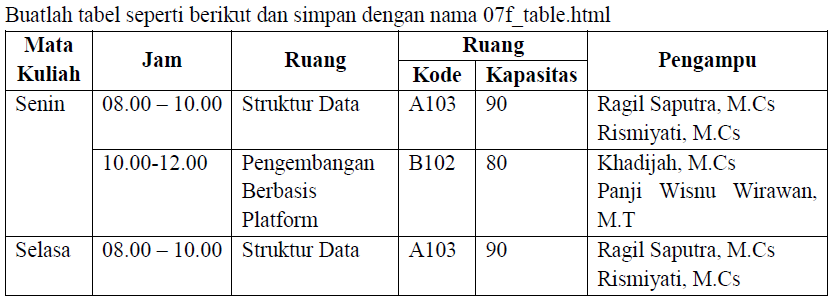 Buatlah tabel seperti berikut dan simpan dengan nama 07f_table.html
Mata Kuliah | Jam | Ruang | Ruang | Pengampu
Kode | Kapasitas
Senin | 08.00 – 10.00 | Struktur Data | A103 | 90 | Ragil Saputra, M.Cs
Rismiyati, M.Cs
10.00-12.00 | Pengembangan | B102 | 80 | Khadijah, M.Cs
Berbasis | Panji Wisnu Wirawan,
Platform | M.T
Selasa | 08.00 – 10.00 | Struktur Data | A103 | 90 | Ragil Saputra, M.Cs
Rismiyati, M.Cs